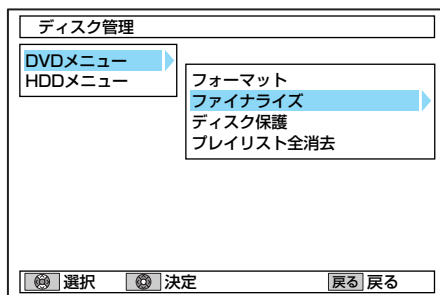 ディスク管理
DVDメニュー
HDDメニュー
フォーマット
ファイナライズ
ディスク保護
プレイリスト全消去
選択 決定 戻る 戻る